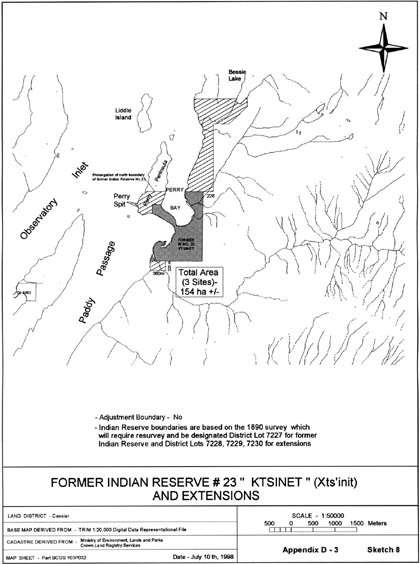 N
Bessie
Lake
Liddle
Island
Prolongation of north boundary
of former Indian Reserve No. 23
Peninsula
Perry
PERRY
BAY
Perry
Spit
226
Observatory
Inlet
Paddy
Passage
FORMER
IR NO. 23
KTSINET
Total Area
(3 Sites)-
154 ha +/-
- Adjustment Boundary - No
- Indian Reserve boundaries are based on the 1890 survey which
will require resurvey and be designated District Lot 7227 for former
Indian Reserve and District Lots 7228, 7229, 7230 for extensions
FORMER INDIAN RESERVE # 23 " KTSINET " (Xts'init)
AND EXTENSIONS
LAND DISTRICT - Cassiar
BASE MAP DERIVED FROM - TRIM 1:20,000 Digital Data Representational File
CADASTRE DERIVED FROM - Ministry of Environment, Lands and Parks
Crown Land Registry Services
MAP SHEET - Part BCGS 103P032
Date - July 10th, 1998
SCALE - 1:50000
500 0 500 1000 1500 Meters
Appendix D - 3
Sketch 8